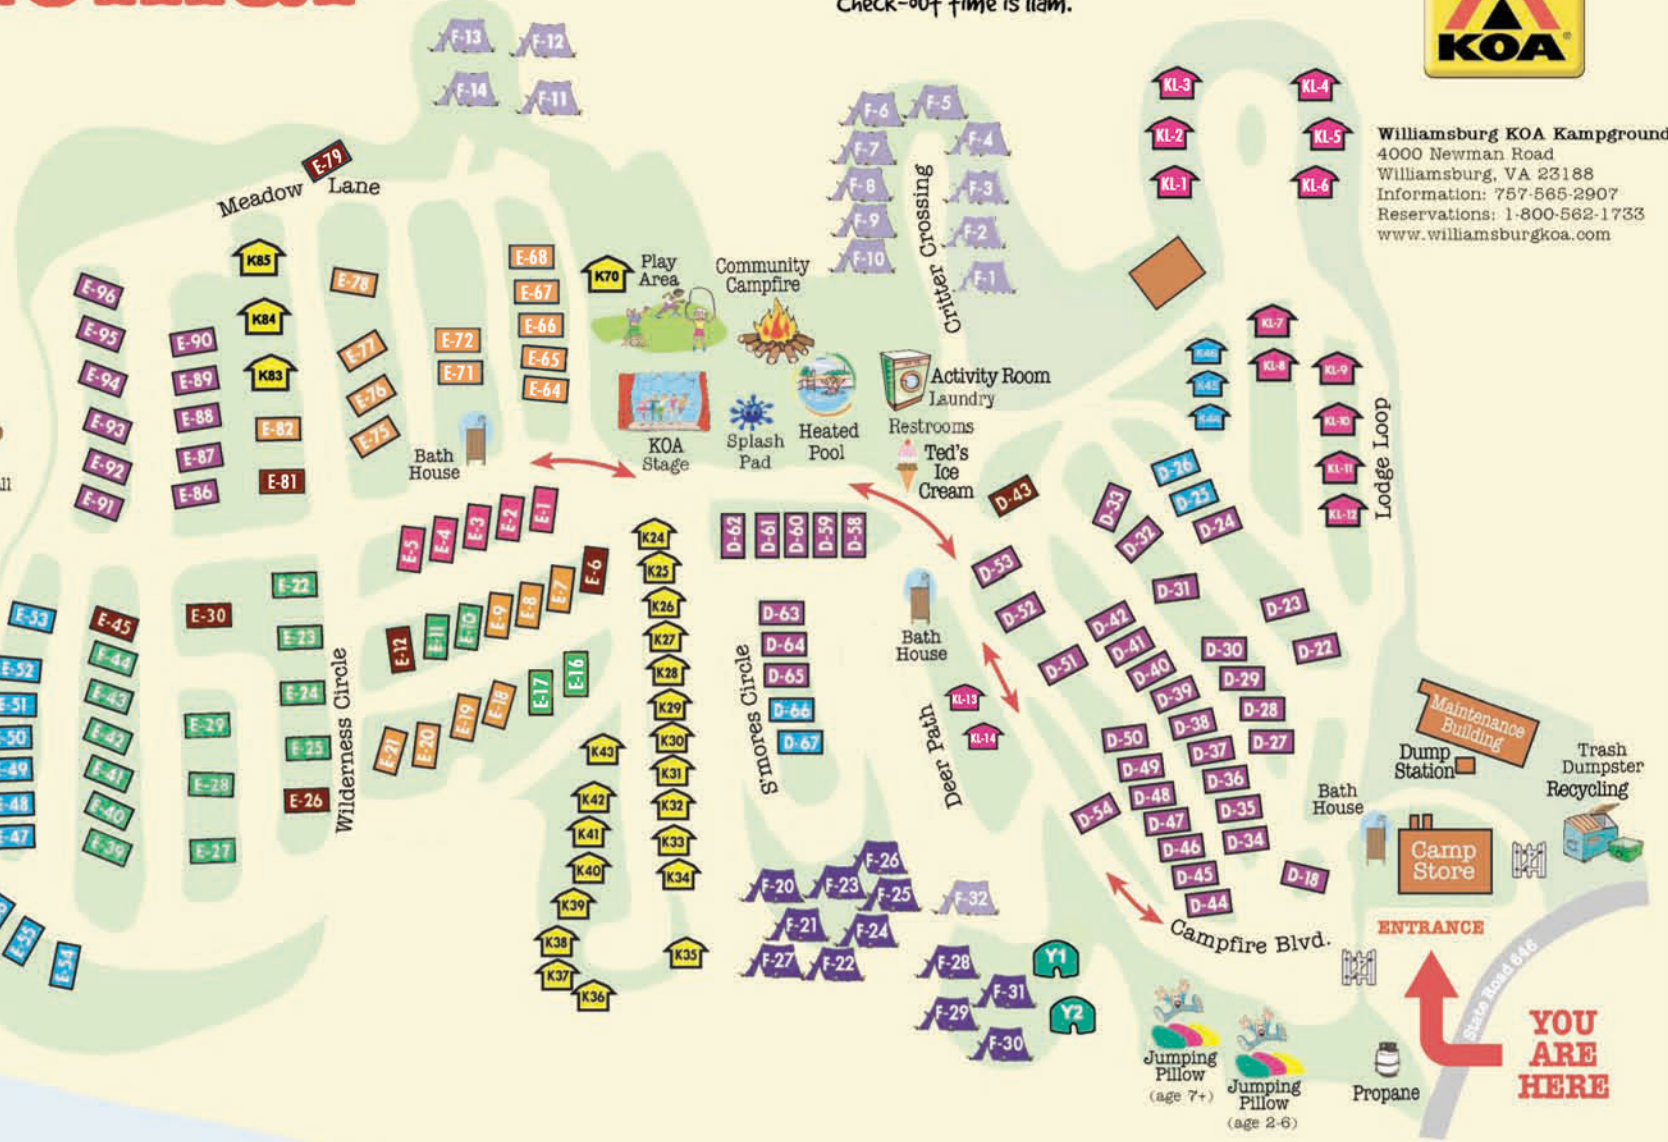 Check-out time is 11am.
KOA
Williamsburg KOA Kampground
4000 Newman Road
Williamsburg, VA 23188
Information: 757-565-2907
Reservations: 1-800-562-1733
www.williamsburgkoa.com
F-13
F-12
F-14
F-11
E-79
Meadow Lane
F-6
F-5
F-7
F-4
F-8
F-3
F-9
F-2
F-10
F-1
Critter Crossing
KL-3
KL-4
KL-2
KL-5
KL-1
KL-6
K85
K84
K83
E-82
E-81
E-96
E-95
E-94
E-93
E-92
E-91
E-90
E-89
E-88
E-87
E-86
E-78
E-77
E-76
E-75
E-72
E-71
E-68
E-67
E-66
E-65
E-64
K70
Play
Area
Community
Campfire
Bath
House
KOA
Stage
Splash
Pad
Heated
Pool
Activity Room
Laundry
Restrooms
Ted's
Ice
Cream
K46
K45
K44
KL-7
KL-8
KL-9
KL-10
KL-11
KL-12
Lodge Loop
E-5
E-4
E-3
E-2
E-1
E-12
E-11
E-10
E-9
E-8
E-7
E-6
E-21
E-20
E-19
E-18
E-17
E-16
E-22
E-23
E-24
E-25
E-26
Wilderness Circle
E-30
E-29
E-28
E-27
E-45
E-44
E-43
E-42
E-41
E-40
E-39
E-53
E-52
-51
-50
-49
-48
-47
E-55
E-54
K24
K25
K26
K27
K28
K29
K30
K31
K32
K33
K34
K35
K43
K42
K41
K40
K39
K38
K37
K36
D-62
D-61
D-60
D-59
D-58
D-63
D-64
D-65
D-66
D-67
S'mores Circle
Bath
House
KL-13
KL-14
Deer Path
D-43
D-53
D-52
D-51
D-33
D-32
D-26
D-25
D-24
D-31
D-23
D-22
D-42
D-41
D-40
D-39
D-38
D-37
D-36
D-35
D-34
D-30
D-29
D-28
D-27
D-50
D-49
D-48
D-47
D-46
D-45
D-44
D-54
D-18
Campfire Blvd.
F-26
F-20
F-23
F-25
F-21
F-24
F-27
F-22
F-32
F-28
F-31
F-29
F-30
Y1
Y2
Maintenance
Building
Dump
Station
Trash
Dumpster
Recycling
Bath
House
Camp
Store
ENTRANCE
State Road 646
YOU
ARE
HERE
Propane
Jumping
Pillow
(age 7+)
Jumping
Pillow
(age 2-6)